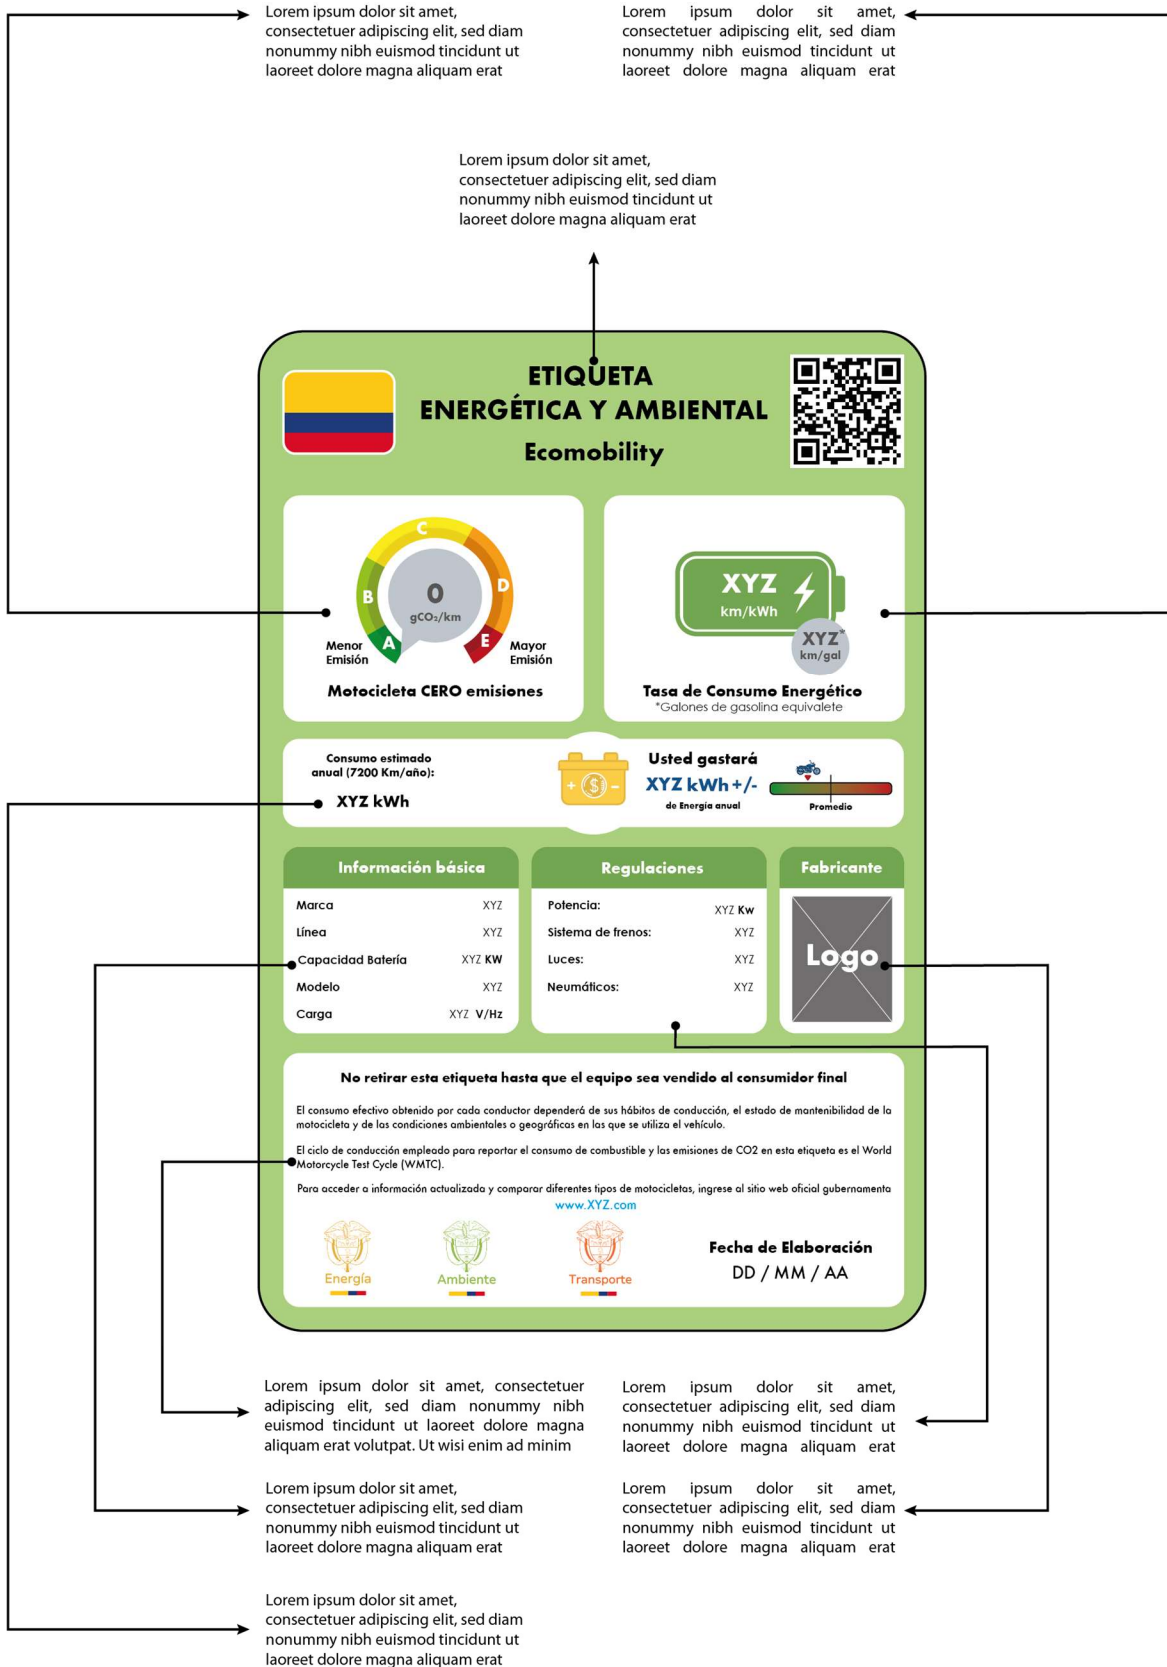 Lorem ipsum dolor sit amet,
consectetuer adipiscing elit, sed diam
nonummy nibh euismod tincidunt ut
laoreet dolore magna aliquam erat
Lorem ipsum dolor sit amet,
consectetuer adipiscing elit, sed diam
nonummy nibh euismod tincidunt ut
laoreet dolore magna aliquam erat
Lorem ipsum dolor sit amet,
consectetuer adipiscing elit, sed diam
nonummy nibh euismod tincidunt ut
laoreet dolore magna aliquam erat
ETIQUETA
ENERGÉTICA Y AMBIENTAL
Ecomobility
A
B
C
D
E
0
gCO₂/km
Menor
Emisión
Mayor
Emisión
Motocicleta CERO emisiones
XYZ
km/kWh
XYZ*
km/gal
Tasa de Consumo Energético
*Galones de gasolina equivalete
Consumo estimado
anual (7200 Km/año):
XYZ kWh
Usted gastará
XYZ kWh +/-
de Energía anual
Promedio
Información básica
Marca XYZ
Línea XYZ
Capacidad Batería XYZ KW
Modelo XYZ
Carga XYZ V/Hz
Regulaciones
Potencia: XYZ Kw
Sistema de frenos: XYZ
Luces: XYZ
Neumáticos: XYZ
Fabricante
Logo
No retirar esta etiqueta hasta que el equipo sea vendido al consumidor final
El consumo efectivo obtenido por cada conductor dependerá de sus hábitos de conducción, el estado de mantenibilidad de la
motocicleta y de las condiciones ambientales o geográficas en las que se utiliza el vehículo.
El ciclo de conducción empleado para reportar el consumo de combustible y las emisiones de CO2 en esta etiqueta es el World
Motorcycle Test Cycle (WMTC).
Para acceder a información actualizada y comparar diferentes tipos de motocicletas, ingrese al sitio web oficial gubernamenta
www.XYZ.com
Energía
Ambiente
Transporte
Fecha de Elaboración
DD / MM / AA
Lorem ipsum dolor sit amet, consectetuer
adipiscing elit, sed diam nonummy nibh
euismod tincidunt ut laoreet dolore magna
aliquam erat volutpat. Ut wisi enim ad minim
Lorem ipsum dolor sit amet,
consectetuer adipiscing elit, sed diam
nonummy nibh euismod tincidunt ut
laoreet dolore magna aliquam erat
Lorem ipsum dolor sit amet,
consectetuer adipiscing elit, sed diam
nonummy nibh euismod tincidunt ut
laoreet dolore magna aliquam erat
Lorem ipsum dolor sit amet,
consectetuer adipiscing elit, sed diam
nonummy nibh euismod tincidunt ut
laoreet dolore magna aliquam erat
Lorem ipsum dolor sit amet,
consectetuer adipiscing elit, sed diam
nonummy nibh euismod tincidunt ut
laoreet dolore magna aliquam erat